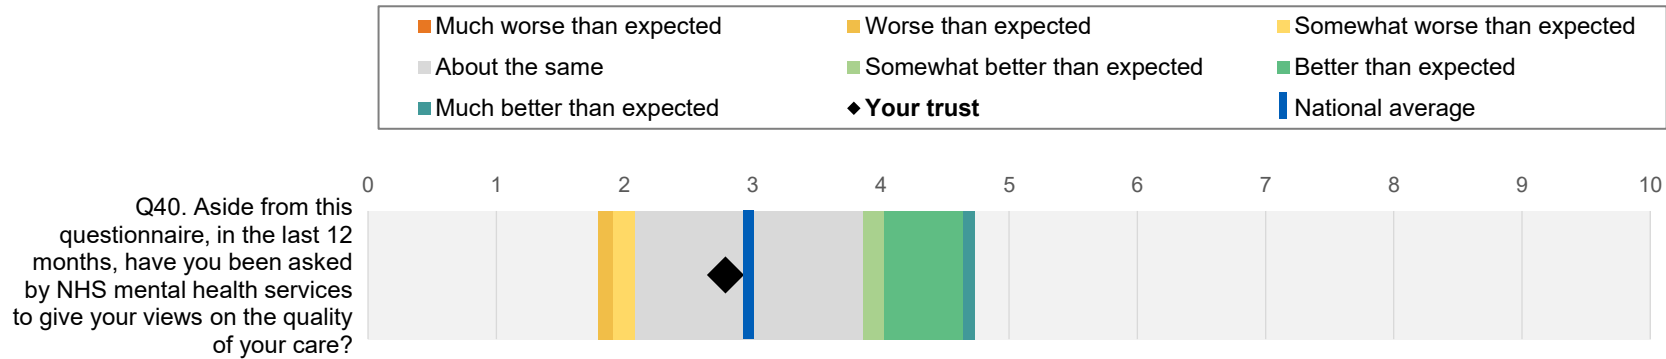 Much worse than expected
Worse than expected
Somewhat worse than expected
About the same
Somewhat better than expected
Better than expected
Much better than expected
Your trust
National average
0 1 2 3 4 5 6 7 8 9 10
Q40. Aside from this
questionnaire, in the last 12
months, have you been asked
by NHS mental health services
to give your views on the quality
of your care?